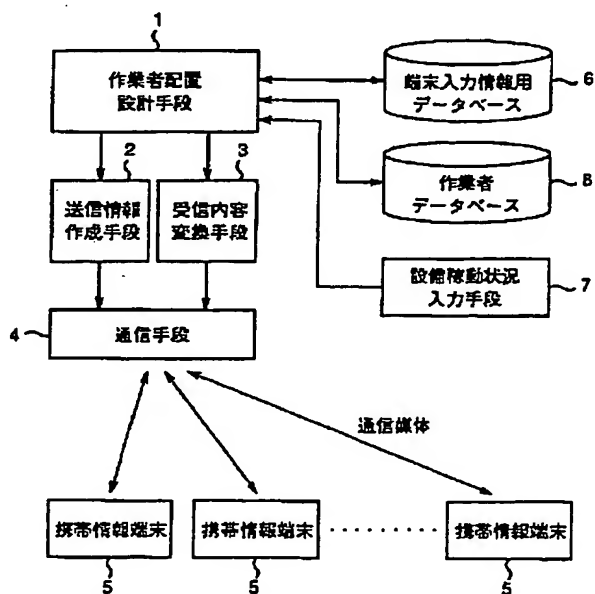 1
作業者配置
設計手段
端末入力情報用
データベース
6
2
3
作業者
データベース
8
送信情報
作成手段
受信内容
変換手段
設備稼動状況
入力手段
7
4
通信手段
通信媒体
携帯情報端末
携帯情報端末
携帯情報端末
5
5
5